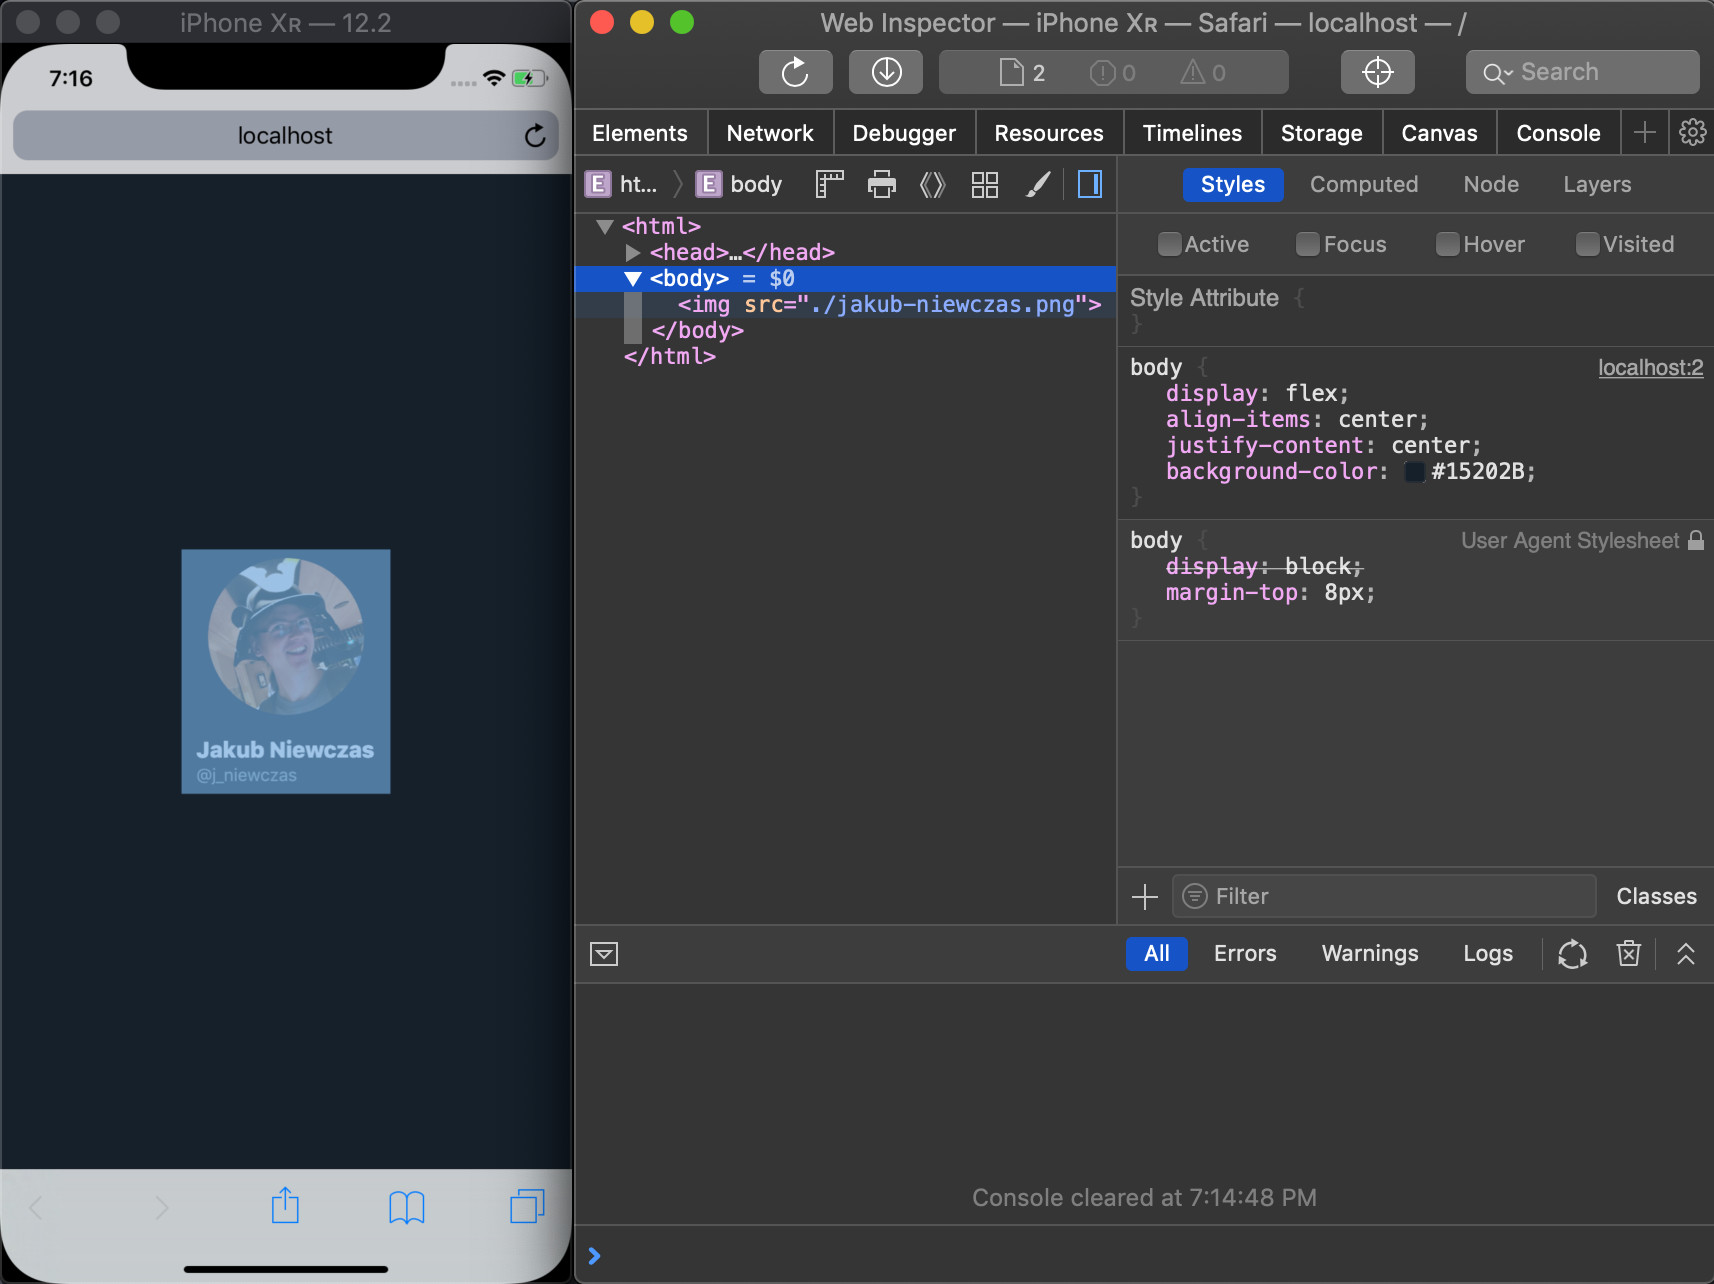 iPhone Xʀ — 12.2
7:16
localhost
Jakub Niewczas
@j_niewczas
Web Inspector — iPhone Xʀ — Safari — localhost — /
2 0 0
Search
Elements Network Debugger Resources Timelines Storage Canvas Console
E ht... E body
Styles Computed Node Layers
<html>
<head>…</head>
<body> = $0
<img src="./jakub-niewczas.png">
</body>
</html>
Active Focus Hover Visited
Style Attribute {
}
body { localhost:2
display: flex;
align-items: center;
justify-content: center;
background-color: #15202B;
}
body { User Agent Stylesheet
display: block;
margin-top: 8px;
}
Filter Classes
All Errors Warnings Logs
Console cleared at 7:14:48 PM